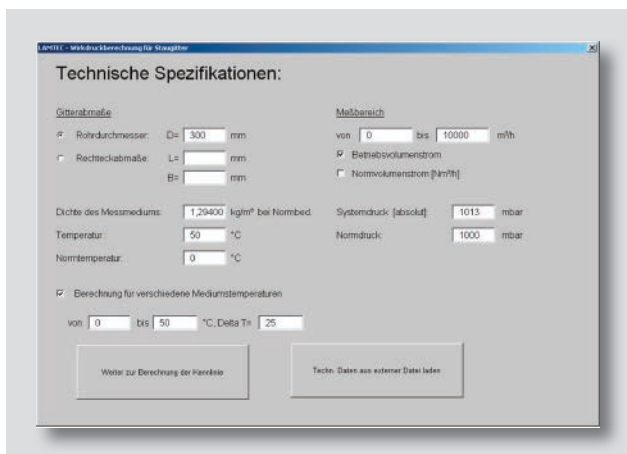 LAMTEC - Wirkdruckberechnung für Staugitter
Technische Spezifikationen:
Gitterabmaße
Rohrdurchmesser: D= 300 mm
Rechteckabmaße: L= mm
B= mm
Meßbereich
von 0 bis 10000 m³/h
Betriebsvolumenstrom
Normvolumenstrom [Nm³/h]
Dichte des Messmediums: 1,29400 kg/m³ bei Normbed.
Temperatur: 50 °C
Normtemperatur: 0 °C
Systemdruck [absolut]: 1013 mbar
Normdruck: 1000 mbar
Berechnung für verschiedene Mediumstemperaturen
von 0 bis 50 °C, Delta T= 25
Weiter zur Berechnung der Kennlinie
Techn. Daten aus externer Datei laden